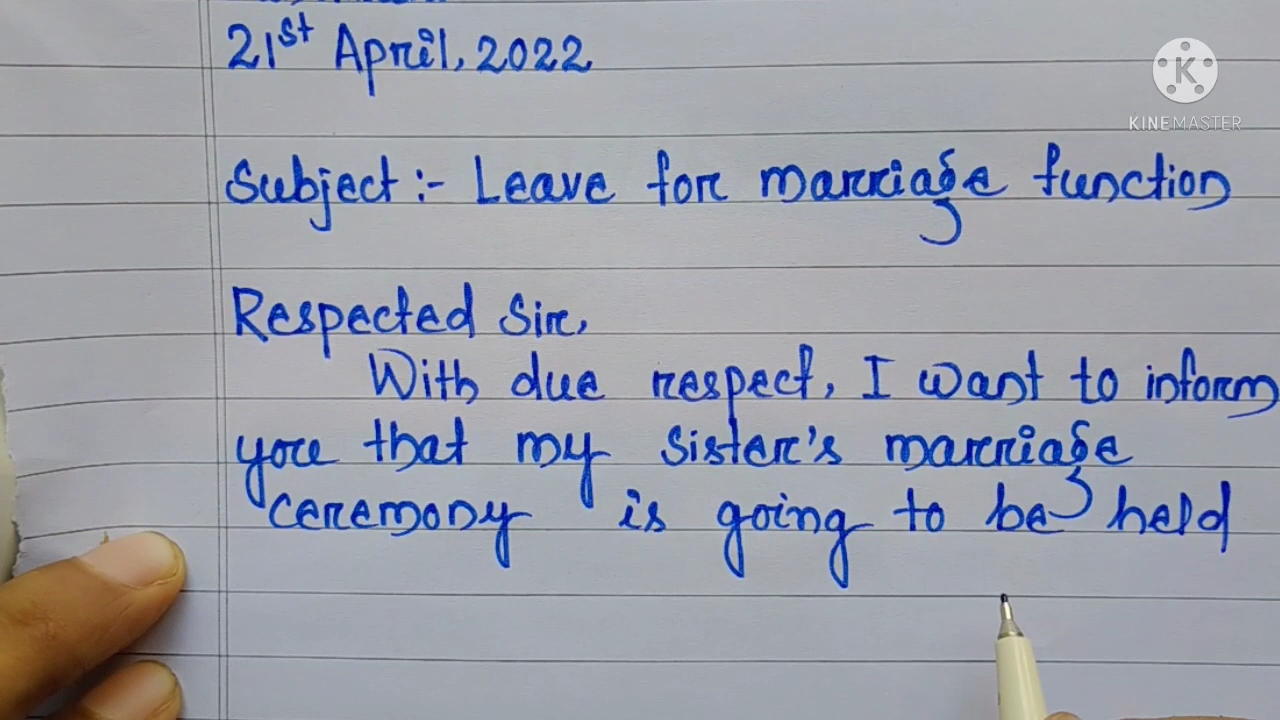 21st April, 2022
K
KINEMASTER
Subject :- Leave for marriage function
Respected Sir,
With due respect, I want to inform
you that my sister's marriage
ceremony is going to be held